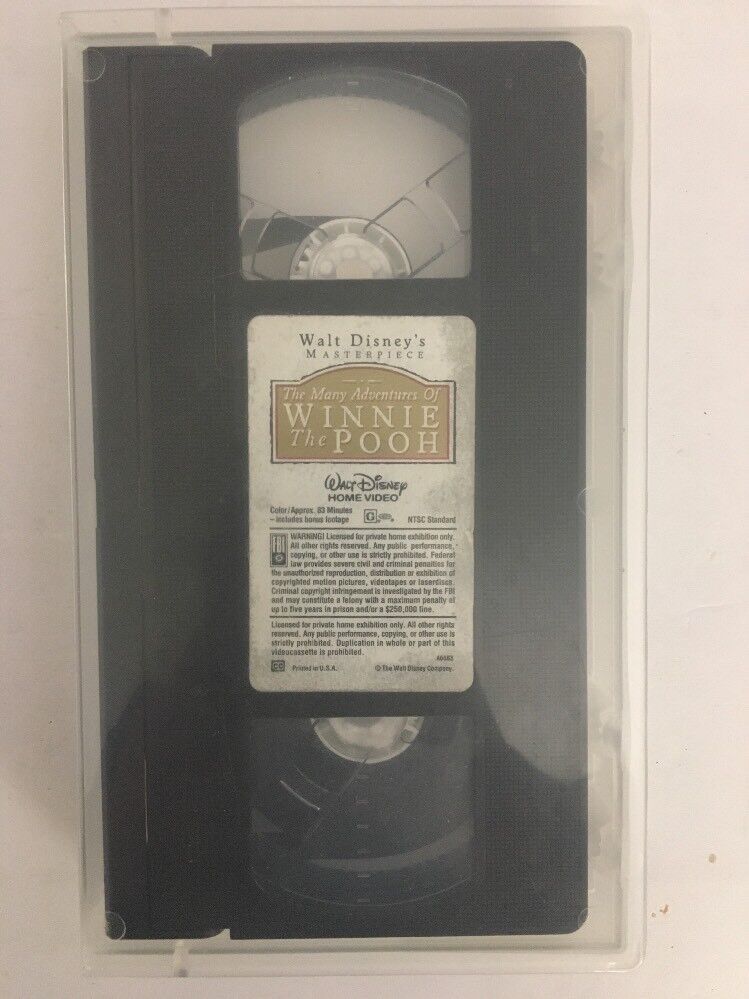 Walt Disney's
MASTERPIECE
The Many Adventures Of
WINNIE
The POOH
WALT DISNEY
HOME VIDEO
Color/Approx. 83 Minutes
– includes bonus footage
G
NTSC Standard
FBI
WARNING! Licensed for private home exhibition only.
All other rights reserved. Any public performance,
copying, or other use is strictly prohibited. Federal
law provides severe civil and criminal penalties for
the unauthorized reproduction, distribution or exhibition of
copyrighted motion pictures, videotapes or laserdiscs.
Criminal copyright infringement is investigated by the FBI
and may constitute a felony with a maximum penalty of
up to five years in prison and/or a $250,000 fine.
Licensed for private home exhibition only. All other rights
reserved. Any public performance, copying, or other use is
strictly prohibited. Duplication in whole or part of this
videocassette is prohibited.
CC Printed in U.S.A.
© The Walt Disney Company.